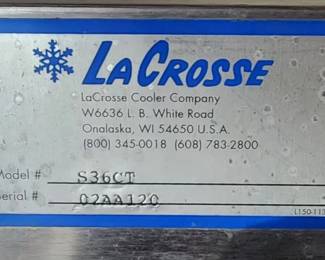 LACROSSE
LaCrosse Cooler Company
W6636 L. B. White Road
Onalaska, WI 54650 U.S.A.
(800) 345-0018 (608) 783-2800
Model # S36CT
erial # 02AA120